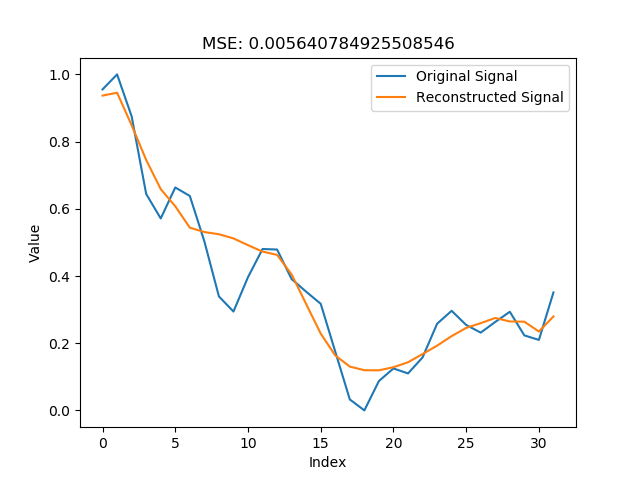 MSE: 0.005640784925508546
Original Signal
Reconstructed Signal
1.0
0.8
0.6
0.4
0.2
0.0
Value
0 5 10 15 20 25 30
Index